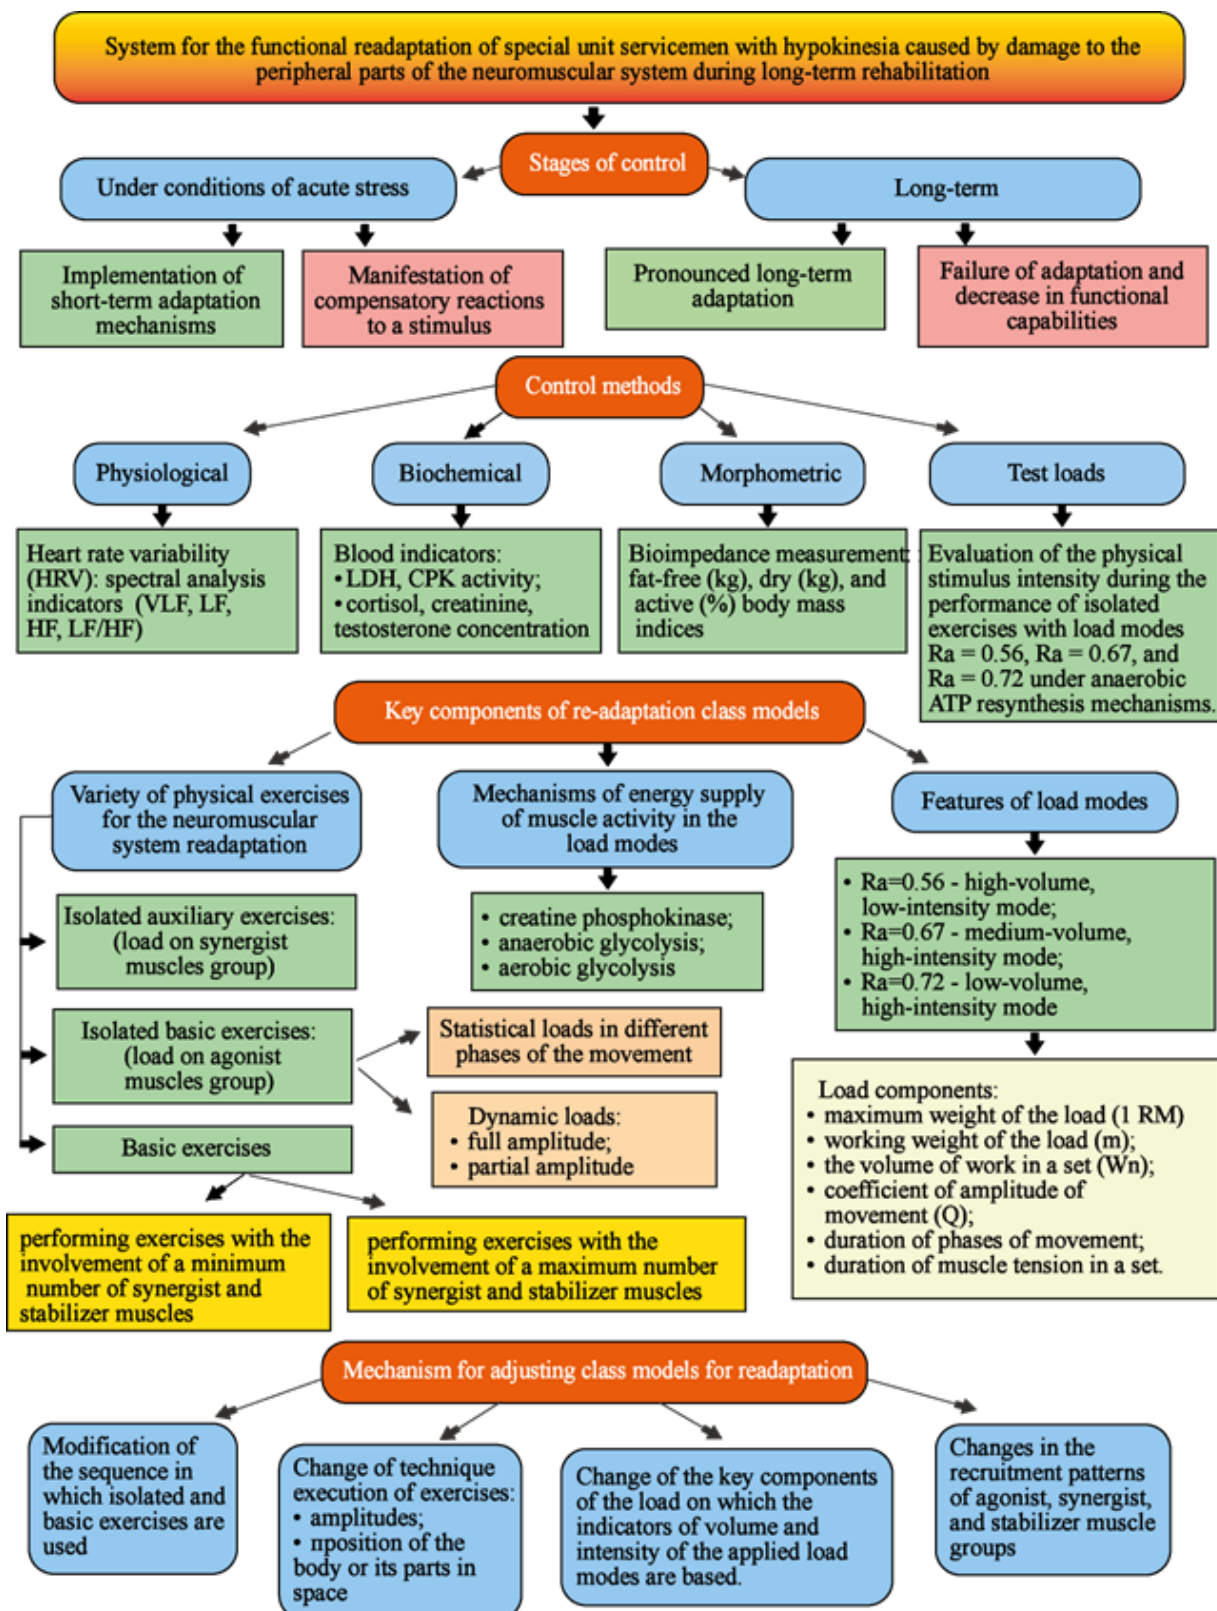 System for the functional readaptation of special unit servicemen with hypokinesia caused by damage to the
peripheral parts of the neuromuscular system during long-term rehabilitation
Stages of control
Under conditions of acute stress
Long-term
Implementation of
short-term adaptation
mechanisms
Manifestation of
compensatory reactions
to a stimulus
Pronounced long-term
adaptation
Failure of adaptation and
decrease in functional
capabilities
Control methods
Physiological
Biochemical
Morphometric
Test loads
Heart rate variability
(HRV): spectral analysis
indicators (VLF, LF,
HF, LF/HF)
Blood indicators:
• LDH, CPK activity;
• cortisol, creatinine,
testosterone concentration
Bioimpedance measurement:
fat-free (kg), dry (kg), and
active (%) body mass
indices
Evaluation of the physical
stimulus intensity during the
performance of isolated
exercises with load modes
Ra = 0.56, Ra = 0.67, and
Ra = 0.72 under anaerobic
ATP resynthesis mechanisms.
Key components of re-adaptation class models
Variety of physical exercises
for the neuromuscular
system readaptation
Mechanisms of energy supply
of muscle activity in the
load modes
Features of load modes
Isolated auxiliary exercises:
(load on synergist
muscles group)
Isolated basic exercises:
(load on agonist
muscles group)
Basic exercises
• creatine phosphokinase;
• anaerobic glycolysis;
• aerobic glycolysis
Statistical loads in different
phases of the movement
Dynamic loads:
• full amplitude;
• partial amplitude
• Ra=0.56 - high-volume,
low-intensity mode;
• Ra=0.67 - medium-volume,
high-intensity mode;
• Ra=0.72 - low-volume,
high-intensity mode
Load components:
• maximum weight of the load (1 RM)
• working weight of the load (m);
• the volume of work in a set (Wn);
• coefficient of amplitude of
movement (Q);
• duration of phases of movement;
• duration of muscle tension in a set.
performing exercises with the
involvement of a minimum
number of synergist and
stabilizer muscles
performing exercises with the
involvement of a maximum number
of synergist and stabilizer muscles
Mechanism for adjusting class models for readaptation
Modification of
the sequence in
which isolated and
basic exercises are
used
Change of technique
execution of exercises:
• amplitudes;
• пposition of the
body or its parts in
space
Change of the key components
of the load on which the
indicators of volume and
intensity of the applied load
modes are based.
Changes in the
recruitment patterns
of agonist, synergist,
and stabilizer muscle
groups